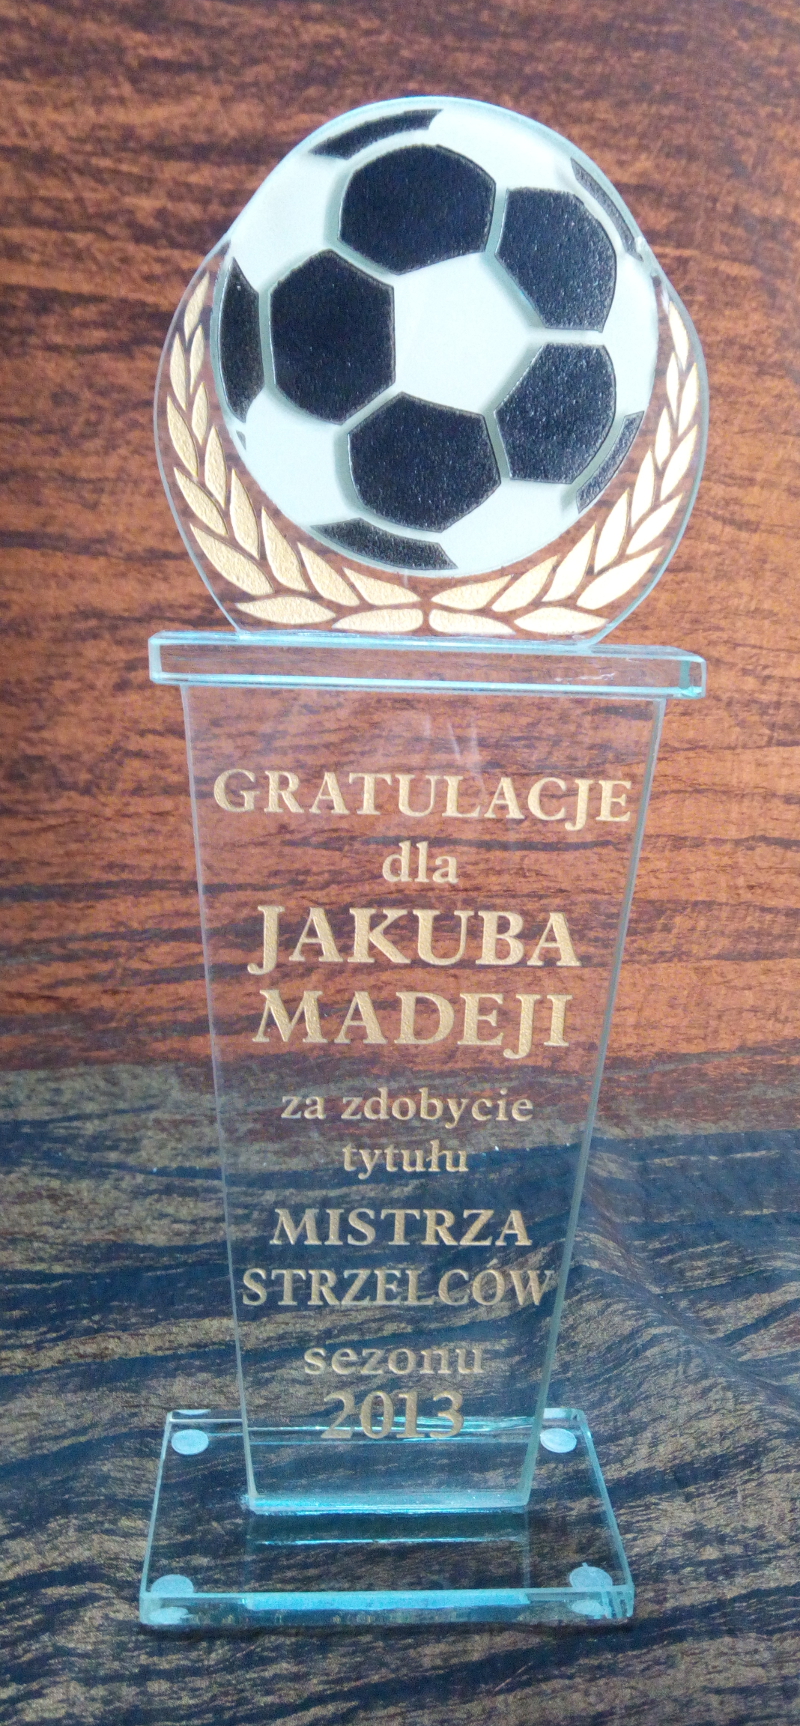 GRATULACJE
dla
JAKUBA
MADEJI
za zdobycie
tytułu
MISTRZA
STRZELCÓW
sezonu
2013